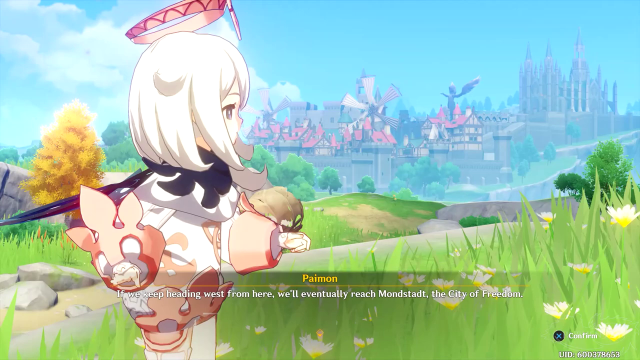 Paimon
If we keep heading west from here, we'll eventually reach Mondstadt, the City of Freedom.
Confirm
UID: 600378653